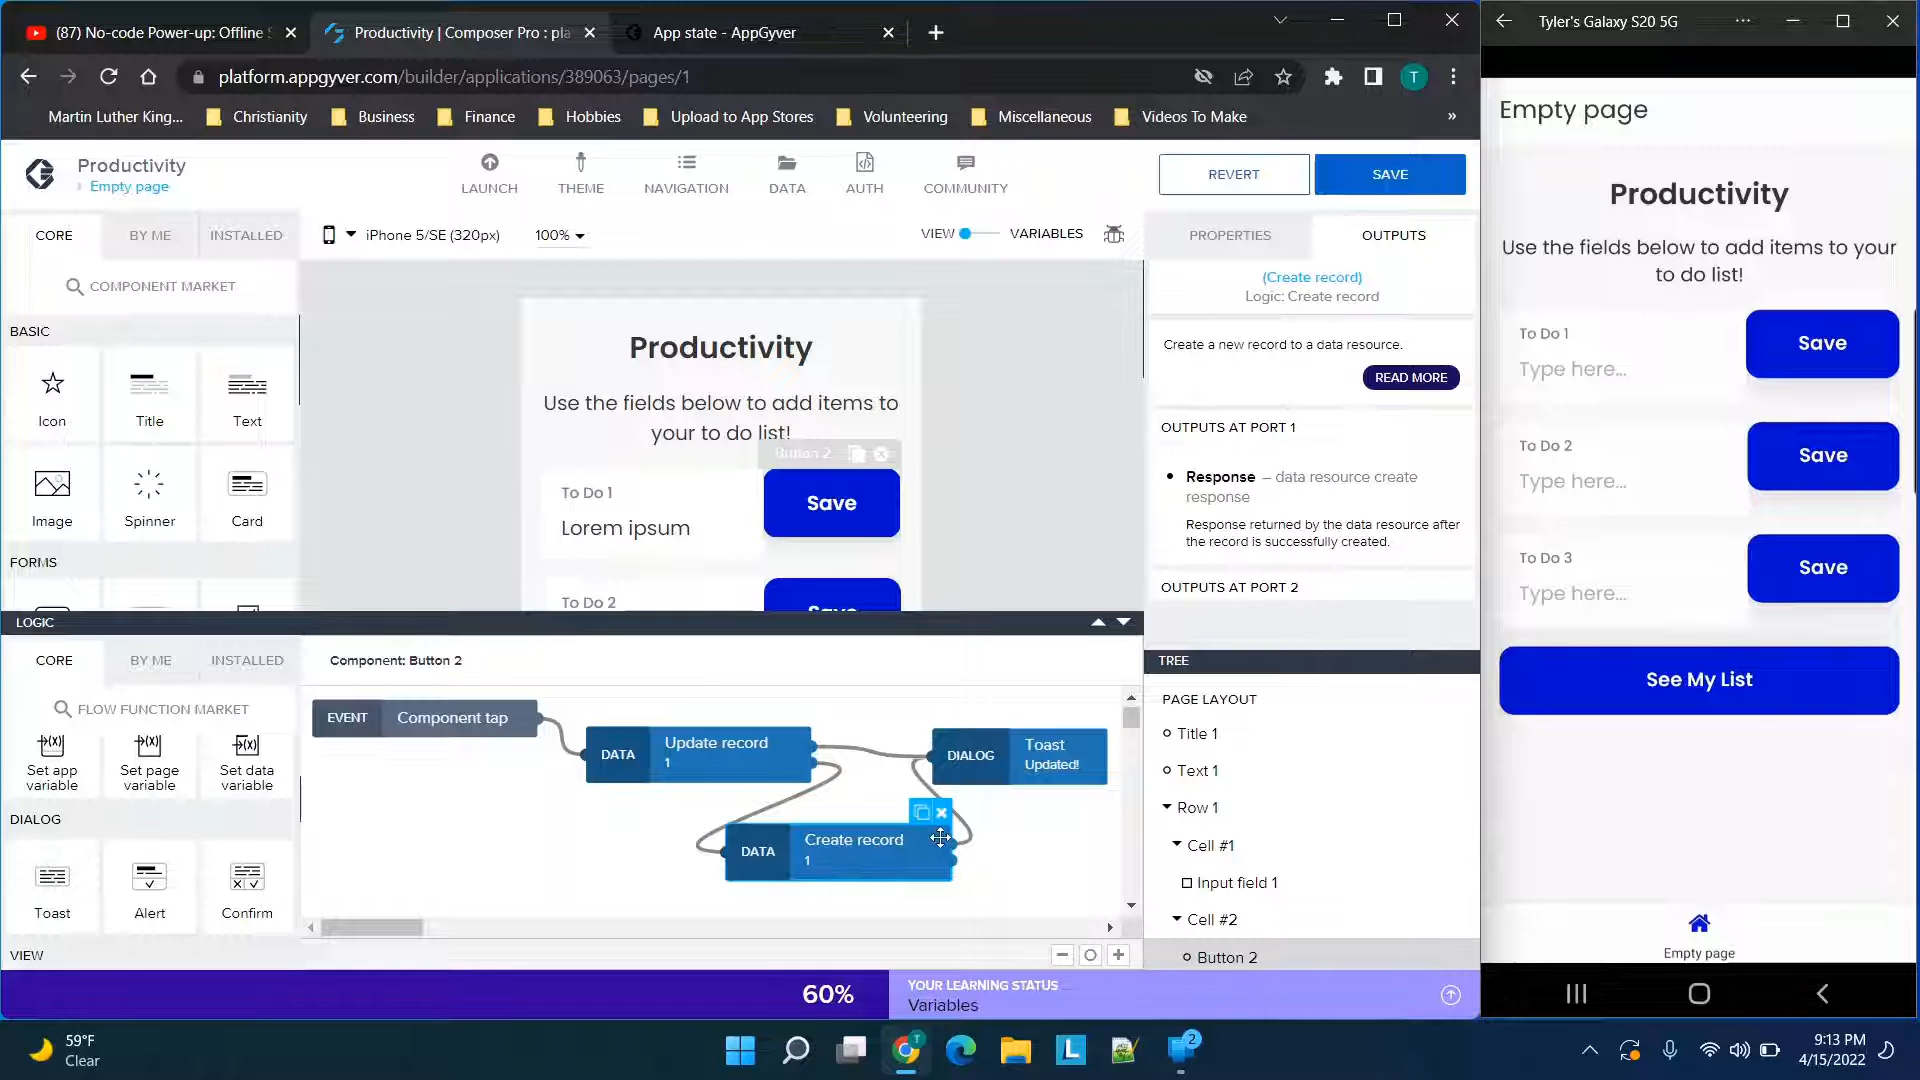 (87) No-code Power-up: Offline S
Productivity | Composer Pro : pla
App state - AppGyver
Tyler's Galaxy S20 5G
platform.appgyver.com/builder/applications/389063/pages/1
T
Martin Luther King...
Christianity
Business
Finance
Hobbies
Upload to App Stores
Volunteering
Miscellaneous
Videos To Make
»
Productivity
Empty page
LAUNCH
THEME
NAVIGATION
DATA
AUTH
COMMUNITY
REVERT
SAVE
CORE
BY ME
INSTALLED
iPhone 5/SE (320px)
100%
VIEW
VARIABLES
PROPERTIES
OUTPUTS
COMPONENT MARKET
BASIC
Icon
Title
Text
Image
Spinner
Card
FORMS
Productivity
Use the fields below to add items to
your to do list!
Button 2
To Do 1
Lorem ipsum
Save
To Do 2
Save
(Create record)
Logic: Create record
Create a new record to a data resource.
READ MORE
OUTPUTS AT PORT 1
Response – data resource create
response
Response returned by the data resource after
the record is successfully created.
OUTPUTS AT PORT 2
LOGIC
CORE
BY ME
INSTALLED
Component: Button 2
FLOW FUNCTION MARKET
Set app
variable
Set page
variable
Set data
variable
DIALOG
Toast
Alert
Confirm
VIEW
EVENT
Component tap
DATA
Update record
1
DIALOG
Toast
Updated!
DATA
Create record
1
TREE
PAGE LAYOUT
Title 1
Text 1
Row 1
Cell #1
Input field 1
Cell #2
Button 2
60%
YOUR LEARNING STATUS
Variables
Empty page
Productivity
Use the fields below to add items to your
to do list!
To Do 1
Type here...
Save
To Do 2
Type here...
Save
To Do 3
Type here...
Save
See My List
Empty page
59°F
Clear
T
L
2
9:13 PM
4/15/2022